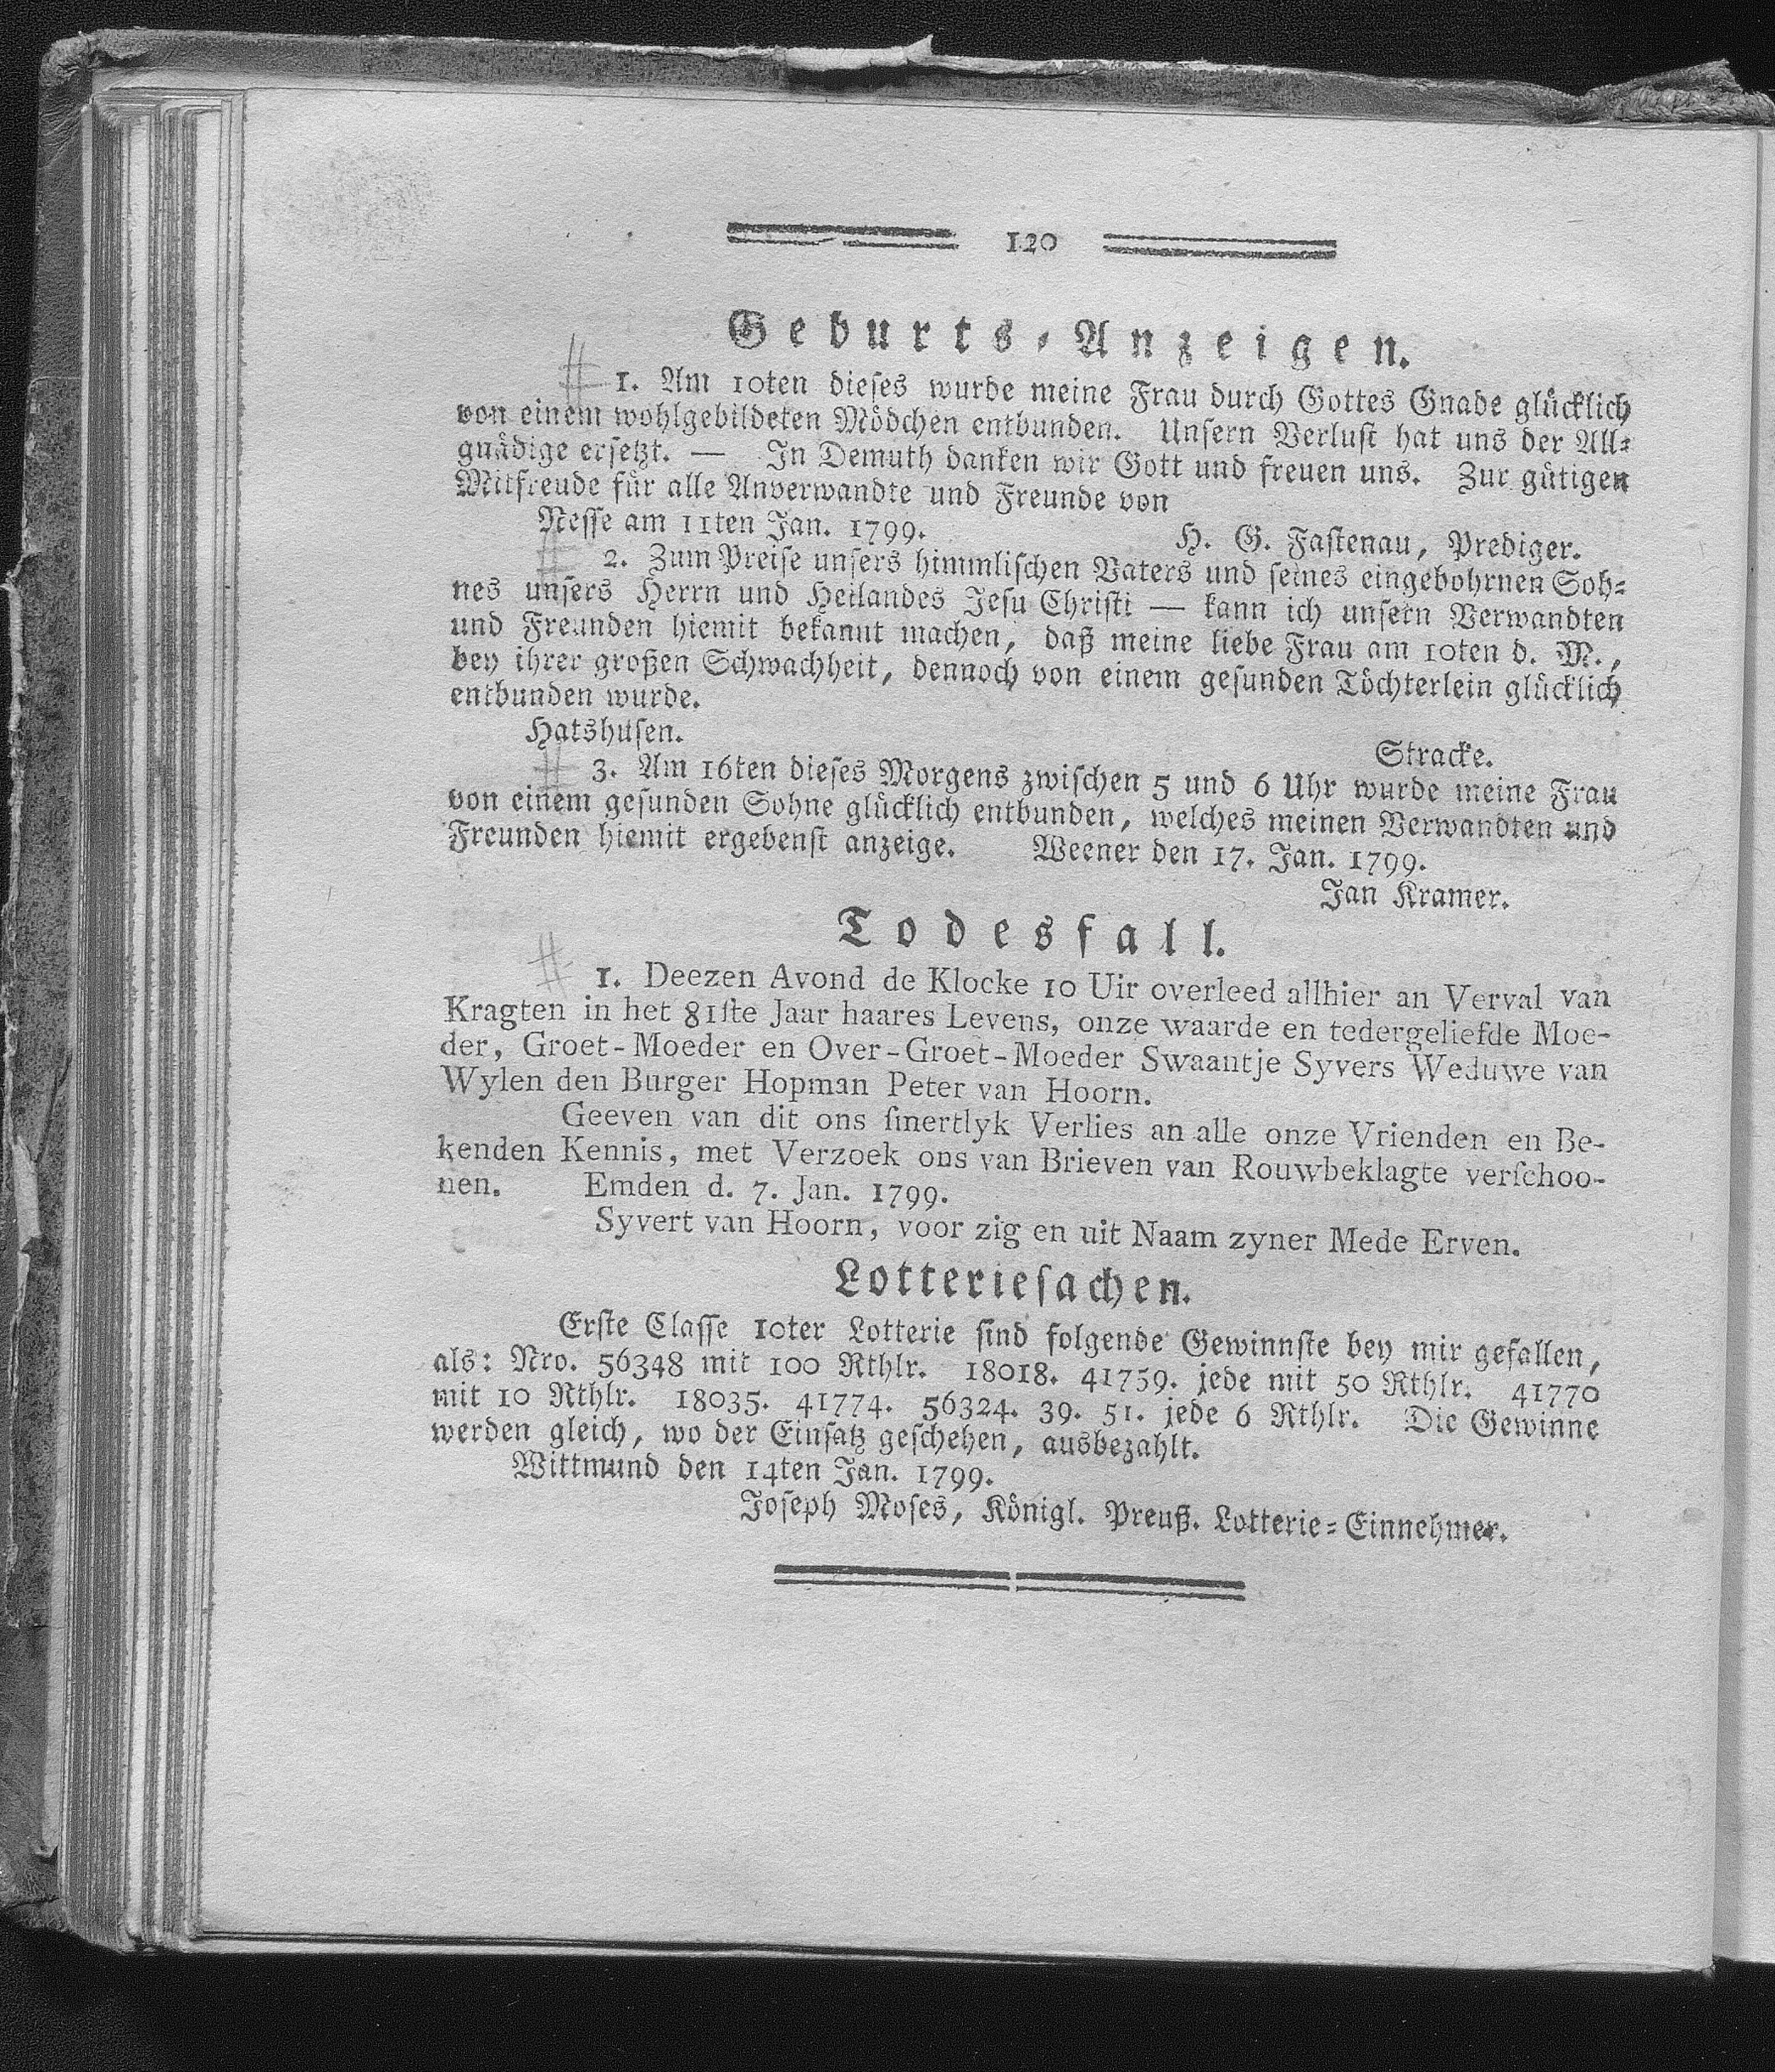 120
Geburts-Anzeigen.
1. Am 10ten dieses wurde meine Frau durch Gottes Gnade glücklich
von einem wohlgebildeten Mädchen entbunden. Unsern Verlust hat uns der All-
gnädige ersetzt. — In Demuth danken wir Gott und freuen uns. Zur gütigen
Mitfreude für alle Anverwandte und Freunde von
Nesse am 11ten Jan. 1799. H. G. Fastenau, Prediger.
2. Zum Preise unsers himmlischen Vaters und seines eingebohrnen Soh-
nes unsers Herrn und Heilandes Jesu Christi — kann ich unsern Verwandten
und Freunden hiemit bekannt machen, daß meine liebe Frau am 10ten d. M.,
bey ihrer großen Schwachheit, dennoch von einem gesunden Töchterlein glücklich
entbunden wurde.
Hatshusen. Stracke.
3. Am 16ten dieses Morgens zwischen 5 und 6 Uhr wurde meine Frau
von einem gesunden Sohne glücklich entbunden, welches meinen Verwandten und
Freunden hiemit ergebenst anzeige. Weener den 17. Jan. 1799.
Jan Kramer.
Todesfall.
1. Deezen Avond de Klocke 10 Uir overleed allhier an Verval van
Kragten in het 81ste Jaar haares Levens, onze waarde en tedergeliefde Moe-
der, Groet-Moeder en Over-Groet-Moeder Swaantje Syvers Weduwe van
Wylen den Burger Hopman Peter van Hoorn.
Geeven van dit ons smertlyk Verlies an alle onze Vrienden en Be-
kenden Kennis, met Verzoek ons van Brieven van Rouwbeklagte verschoo-
nen. Emden d. 7. Jan. 1799.
Syvert van Hoorn, voor zig en uit Naam zyner Mede Erven.
Lotteriesachen.
Erste Classe 10ter Lotterie sind folgende Gewinnste bey mir gefallen,
als: Nro. 56348 mit 100 Rthlr. 18018. 41759. jede mit 50 Rthlr. 41770
mit 10 Rthlr. 18035. 41774. 56324. 39. 51. jede 6 Rthlr. Die Gewinne
werden gleich, wo der Einsatz geschehen, ausbezahlt.
Wittmund den 14ten Jan. 1799.
Joseph Moses, Königl. Preuß. Lotterie-Einnehmer.